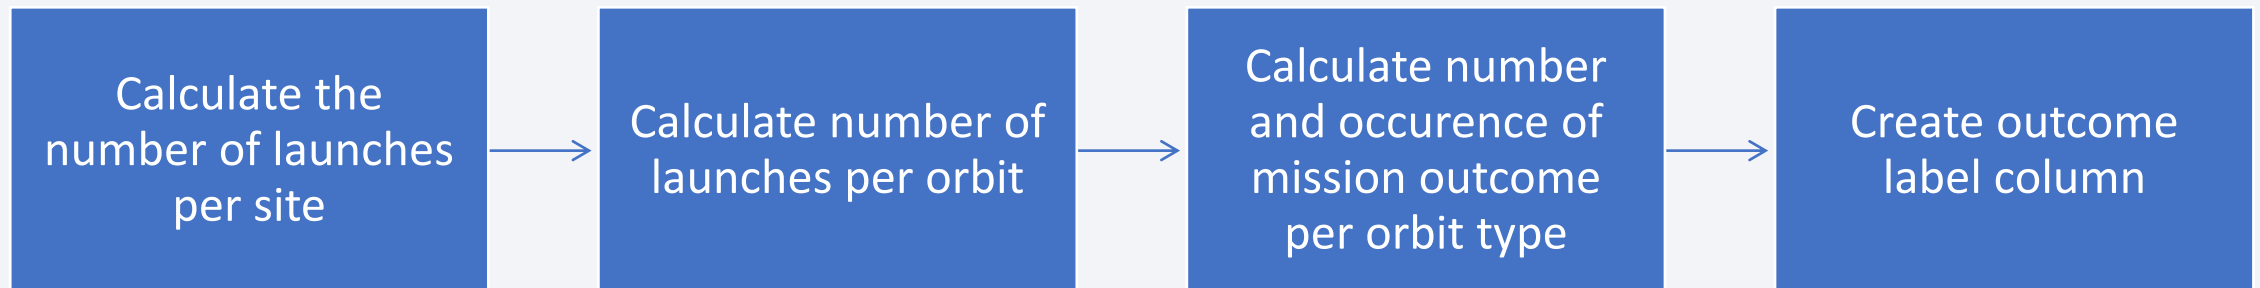 Calculate the
number of launches
per site
Calculate number of
launches per orbit
Calculate number
and occurence of
mission outcome
per orbit type
Create outcome
label column